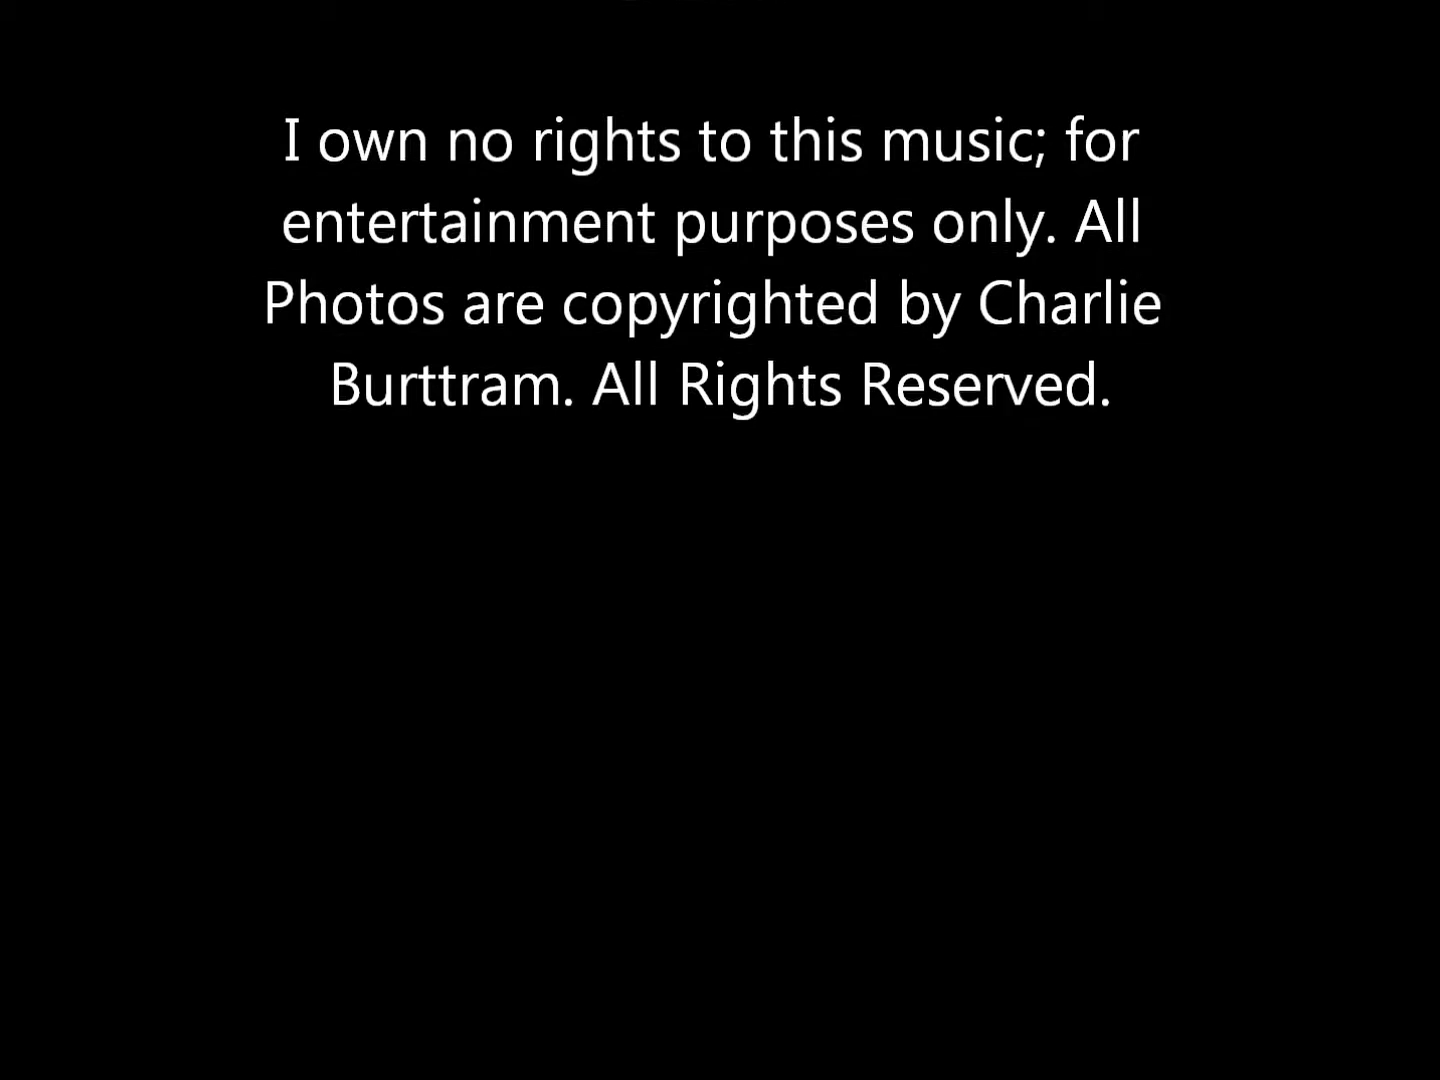 I own no rights to this music; for
entertainment purposes only. All
Photos are copyrighted by Charlie
Burttram. All Rights Reserved.